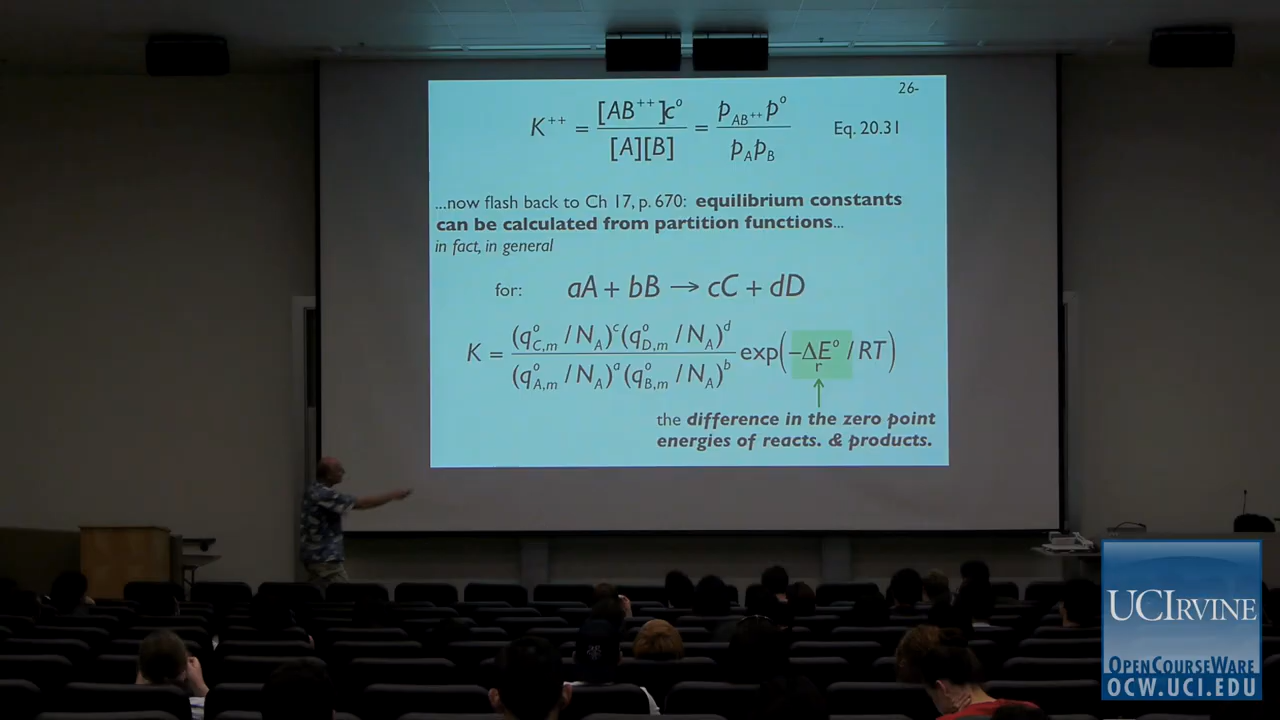 26-
K⁺⁺ = [AB⁺⁺]c° / [A][B] = p_AB⁺⁺ p° / p_A p_B Eq. 20.31
...now flash back to Ch 17, p. 670: equilibrium constants
can be calculated from partition functions...
in fact, in general
for: aA + bB → cC + dD
K = (q°_C,m / N_A)^c (q°_D,m / N_A)^d / (q°_A,m / N_A)^a (q°_B,m / N_A)^b exp(−Δ_r E° / RT)
the difference in the zero point
energies of reacts. & products.
UCIRVINE
OPENCOURSEWARE
OCW.UCI.EDU